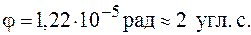 φ = 1,22·10⁻⁵ рад ≈ 2 угл. с.